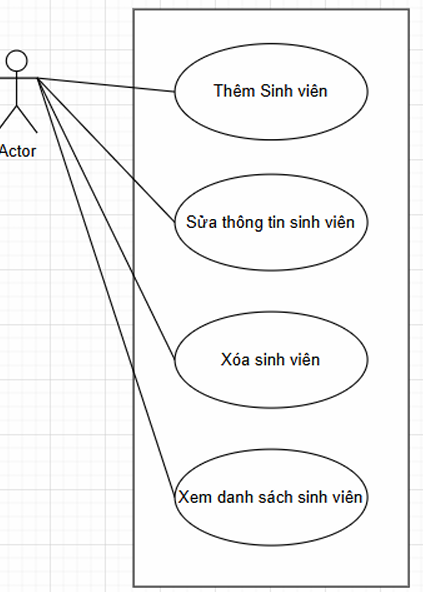 Thêm Sinh viên
Actor
Sửa thông tin sinh viên
Xóa sinh viên
Xem danh sách sinh viên